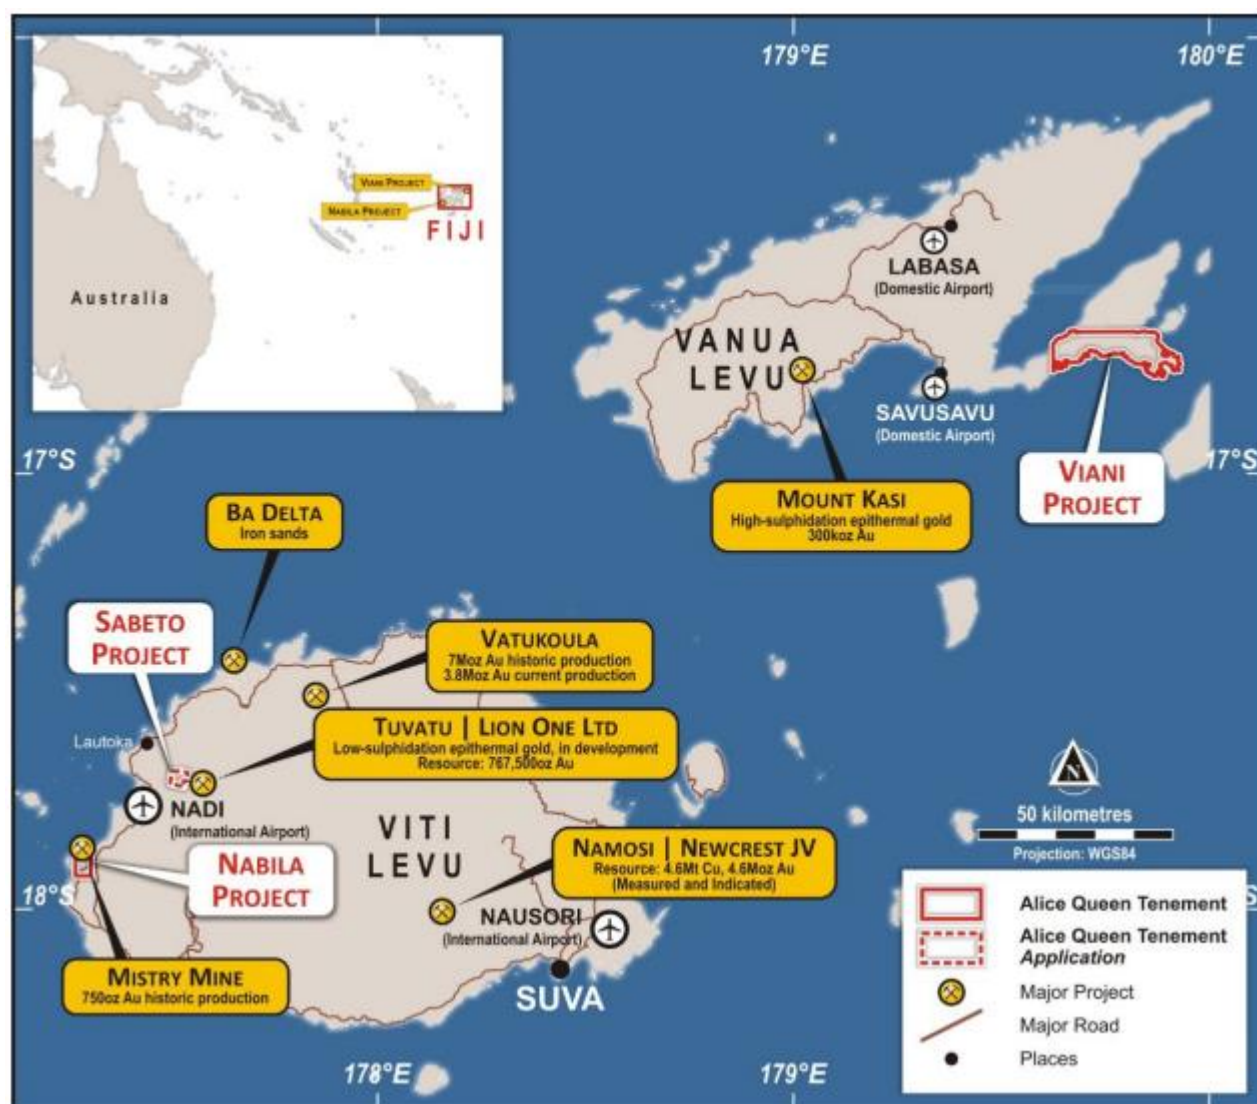 179°E
180°E
VIANI PROJECT
NABILA PROJECT
FIJI
Australia
LABASA
(Domestic Airport)
VANUA
LEVU
SAVUSAVU
(Domestic Airport)
17°S
17°S
VIANI
PROJECT
MOUNT KASI
High-sulphidation epithermal gold
300koz Au
BA DELTA
Iron sands
SABETO
PROJECT
VATUKOULA
7Moz Au historic production
3.8Moz Au current production
TUVATU | LION ONE LTD
Low-sulphidation epithermal gold, in development
Resource: 767,500oz Au
Lautoka
NADI
(International Airport)
VITI
LEVU
N
50 kilometres
Projection: WGS84
NAMOSI | NEWCREST JV
Resource: 4.6Mt Cu, 4.6Moz Au
(Measured and Indicated)
NABILA
PROJECT
18°S
S
NAUSORI
(International Airport)
MISTRY MINE
750oz Au historic production
SUVA
Alice Queen Tenement
Alice Queen Tenement
Application
Major Project
Major Road
Places
178°E
179°E